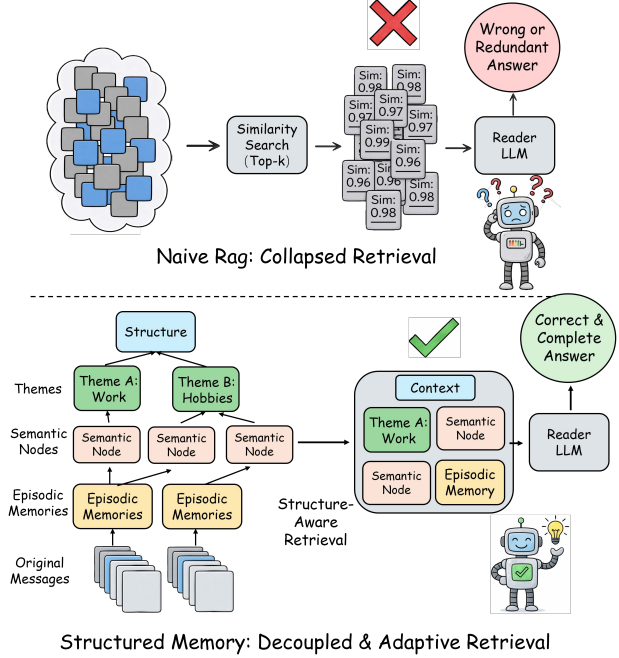 Wrong or
Redundant
Answer
Similarity
Search
(Top-k)
Sim:
0.98
Sim:
0.98
Sim:
0.97
Sim:
0.97
Sim:
0.97
Sim:
0.99
Sim:
0.96
Sim:
0.96
Sim:
0.96
Sim:
0.98
Sim:
0.98
Reader
LLM
? ? ? ?
Naive Rag: Collapsed Retrieval
Structure
Correct &
Complete
Answer
Themes
Theme A:
Work
Theme B:
Hobbies
Context
Theme A:
Work
Semantic
Node
Semantic
Node
Episodic
Memory
Reader
LLM
Semantic
Nodes
Semantic
Node
Semantic
Node
Semantic
Node
Episodic
Memories
Episodic
Memories
Episodic
Memories
Structure-
Aware
Retrieval
Original
Messages
Structured Memory: Decoupled & Adaptive Retrieval